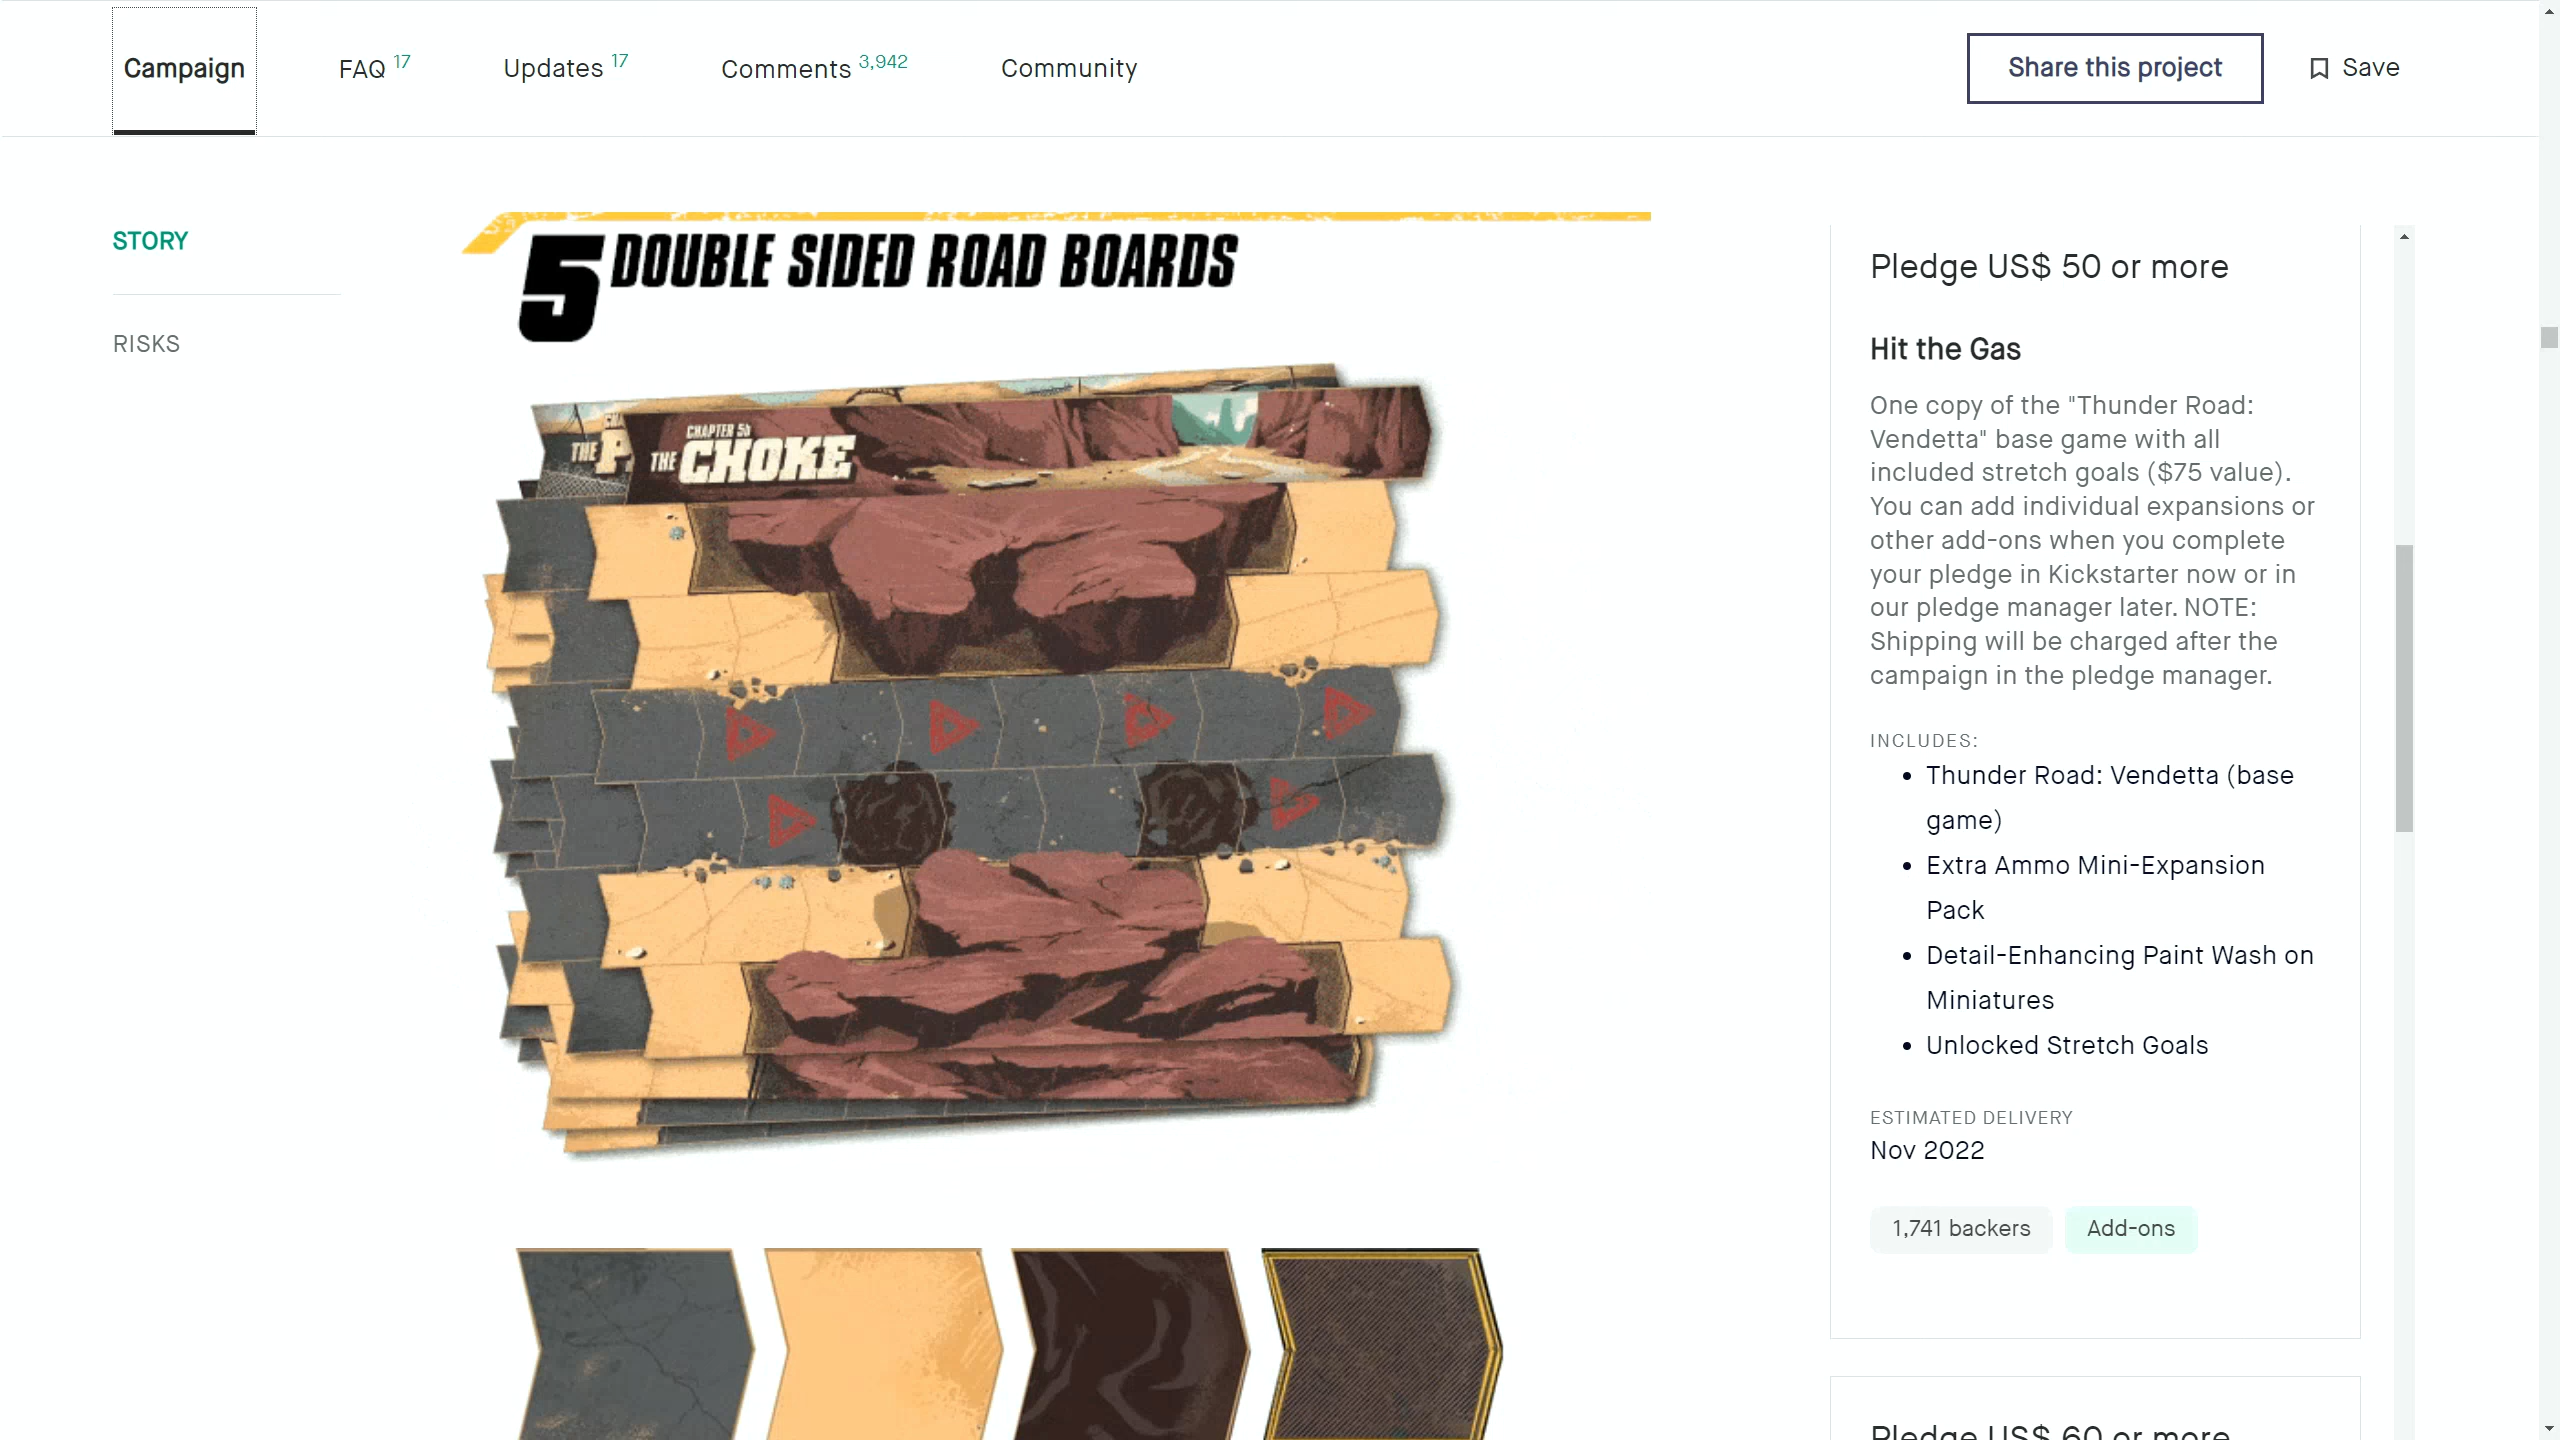 Campaign
FAQ 17
Updates 17
Comments 3,942
Community
Share this project
Save
STORY
RISKS
5 DOUBLE SIDED ROAD BOARDS
CHAPTER 5b
THE CHOKE
THE P
Pledge US$ 50 or more
Hit the Gas
One copy of the "Thunder Road:
Vendetta" base game with all
included stretch goals ($75 value).
You can add individual expansions or
other add-ons when you complete
your pledge in Kickstarter now or in
our pledge manager later. NOTE:
Shipping will be charged after the
campaign in the pledge manager.
INCLUDES:
• Thunder Road: Vendetta (base
game)
• Extra Ammo Mini-Expansion
Pack
• Detail-Enhancing Paint Wash on
Miniatures
• Unlocked Stretch Goals
ESTIMATED DELIVERY
Nov 2022
1,741 backers
Add-ons
Pledge US$ 60 or more